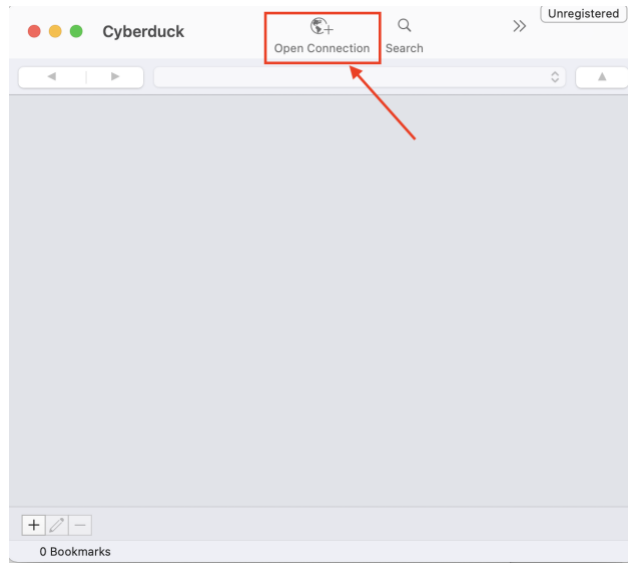 Unregistered
Cyberduck
Open Connection
Search
0 Bookmarks